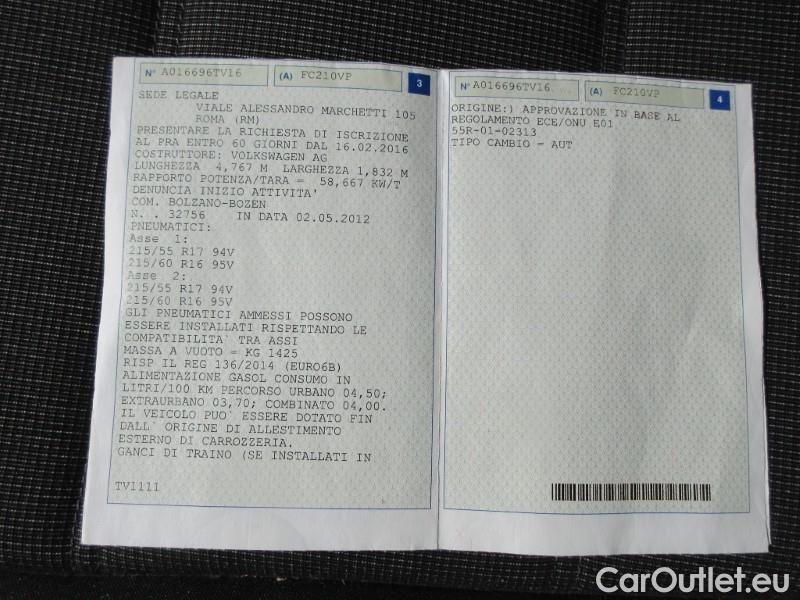 N° A016696TV16 (A) FC210VP 3
SEDE LEGALE
VIALE ALESSANDRO MARCHETTI 105
ROMA (RM)
PRESENTARE LA RICHIESTA DI ISCRIZIONE
AL PRA ENTRO 60 GIORNI DAL 16.02.2016
COSTRUTTORE: VOLKSWAGEN AG
LUNGHEZZA 4,767 M LARGHEZZA 1,832 M
RAPPORTO POTENZA/TARA = 58,667 KW/T
DENUNCIA INIZIO ATTIVITA'
COM. BOLZANO-BOZEN
N. . 32756 IN DATA 02.05.2012
PNEUMATICI:
Asse 1:
215/55 R17 94V
215/60 R16 95V
Asse 2:
215/55 R17 94V
215/60 R16 95V
GLI PNEUMATICI AMMESSI POSSONO
ESSERE INSTALLATI RISPETTANDO LE
COMPATIBILITA` TRA ASSI
MASSA A VUOTO = KG 1425
RISP IL REG 136/2014 (EURO6B)
ALIMENTAZIONE GASOL CONSUMO IN
LITRI/100 KM PERCORSO URBANO 04,50;
EXTRAURBANO 03,70; COMBINATO 04,00.
IL VEICOLO PUO` ESSERE DOTATO FIN
DALL` ORIGINE DI ALLESTIMENTO
ESTERNO DI CARROZZERIA.
GANCI DI TRAINO (SE INSTALLATI IN
TV1111
N° A016696TV16 (A) FC210VP 4
ORIGINE:) APPROVAZIONE IN BASE AL
REGOLAMENTO ECE/ONU E01
55R-01-02313
TIPO CAMBIO - AUT
CarOutlet.eu